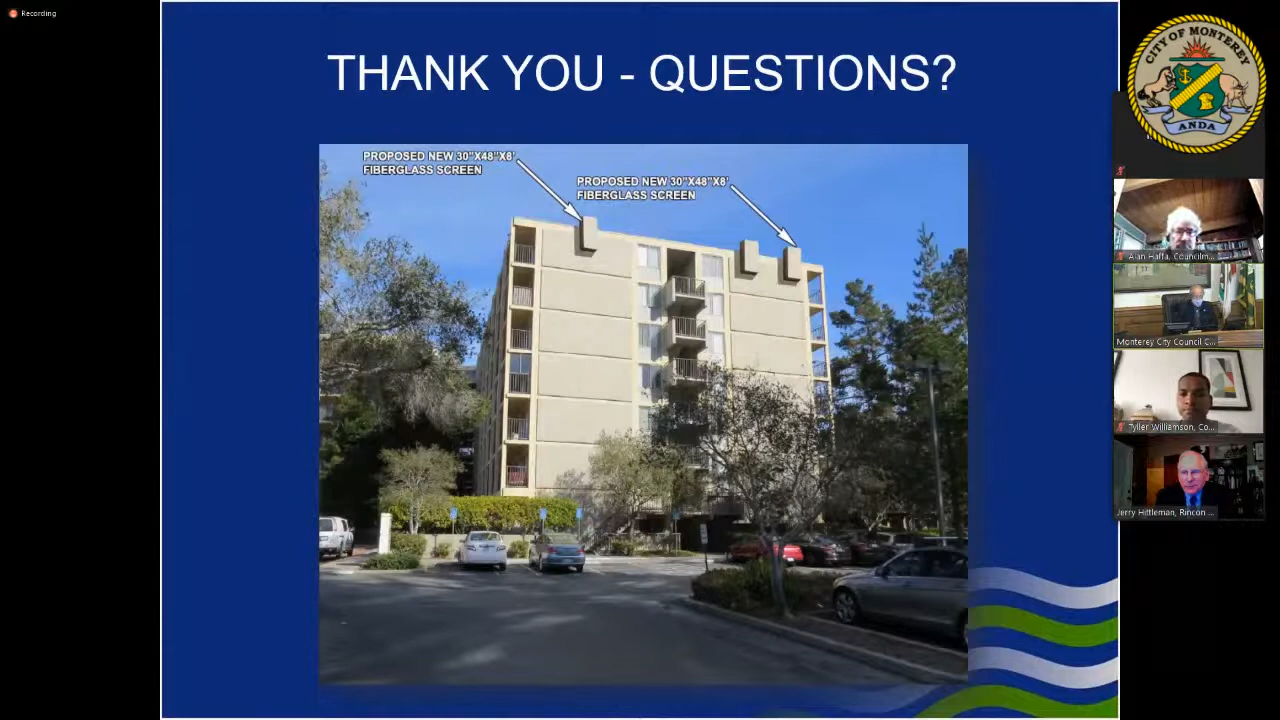 Recording
THANK YOU - QUESTIONS?
PROPOSED NEW 30"X48"X8'
FIBERGLASS SCREEN
PROPOSED NEW 30"X48"X8'
FIBERGLASS SCREEN
CITY OF MONTEREY
ANDA
Alan Haffa, Councilm...
Monterey City Council C...
Tyller Williamson, Co...
Jerry Hittleman, Rincon ...